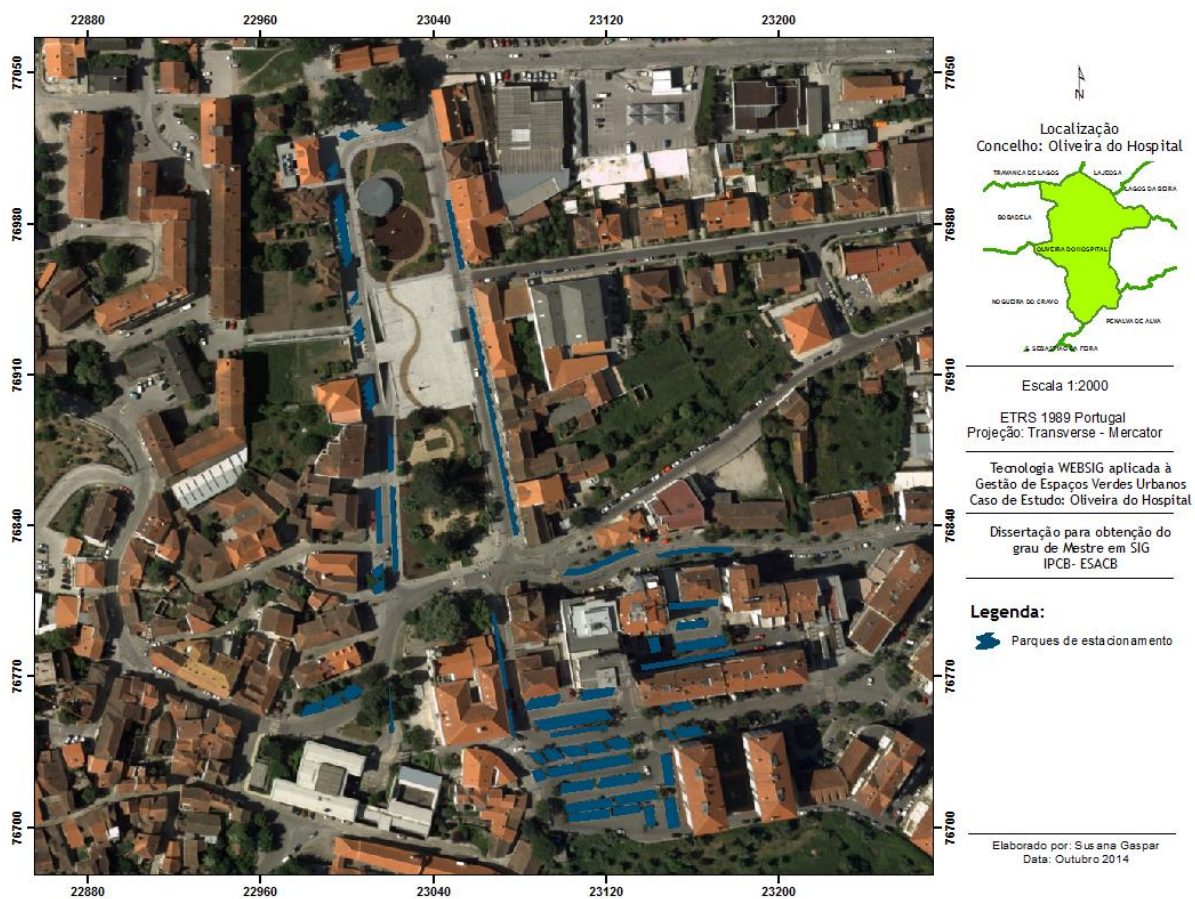 22880 22960 23040 23120 23200
77050 77050
76980 76980
76910 76910
76840 76840
76770 76770
76700 76700
22880 22960 23040 23120 23200
N
Localização
Concelho: Oliveira do Hospital
TRAVANCA DE LAGOS
LAJEOSA
LAGOS DA BEIRA
BOBADELA
OLIVEIRA DO HOSPITAL
NOGUEIRA DO CRAVO
PENALVA DE ALVA
S. SEBASTIÃO DA FEIRA
Escala 1:2000
ETRS 1989 Portugal
Projeção: Transverse - Mercator
Tecnologia WEBSIG aplicada à
Gestão de Espaços Verdes Urbanos
Caso de Estudo: Oliveira do Hospital
Dissertação para obtenção do
grau de Mestre em SIG
IPCB- ESACB
Legenda:
Parques de estacionamento
Elaborado por: Susana Gaspar
Data: Outubro 2014